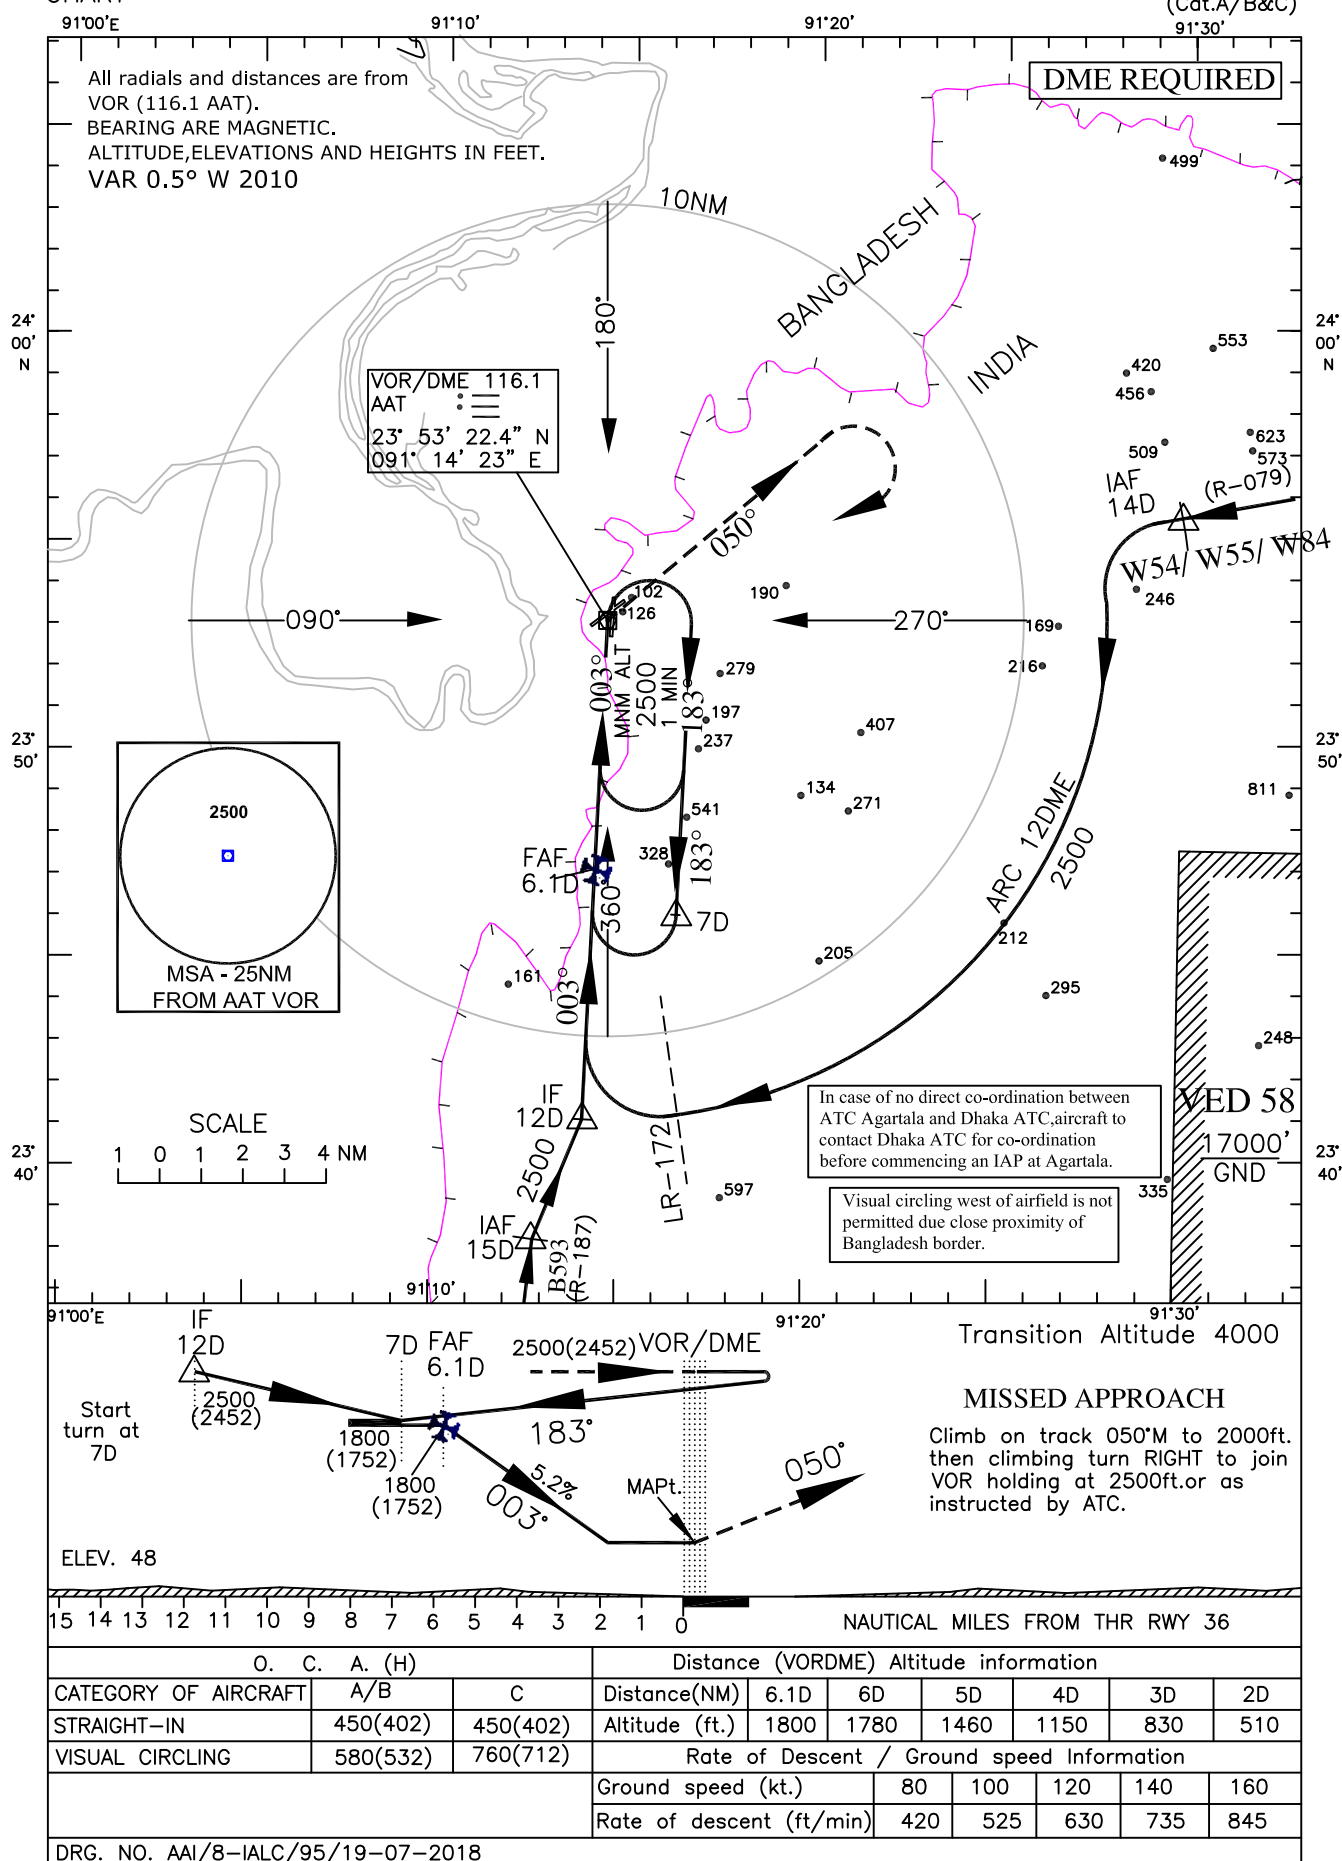 (Cat.A/B&C)
91°00'E
91°10'
91°20'
91°30'
All radials and distances are from
VOR (116.1 AAT).
BEARING ARE MAGNETIC.
ALTITUDE,ELEVATIONS AND HEIGHTS IN FEET.
VAR 0.5° W 2010
DME REQUIRED
499
10NM
BANGLADESH
INDIA
180°
24°
00'
N
24°
00'
N
553
420
456
VOR/DME 116.1
AAT
23° 53' 22.4" N
091° 14' 23" E
623
509
573
IAF
14D
(R-079)
050°
W54/ W55/ W84
190
246
102
126
090°
270°
169
216
279
003°
MNM ALT
2500
1 MIN
183°
197
237
407
23°
50'
23°
50'
134
271
811
541
2500
328
183°
FAF
6.1D
360°
7D
ARC 12DME
2500
212
205
161
295
MSA - 25NM
FROM AAT VOR
003°
248
IF
12D
In case of no direct co-ordination between
ATC Agartala and Dhaka ATC,aircraft to
contact Dhaka ATC for co-ordination
before commencing an IAP at Agartala.
VED 58
17000'
GND
SCALE
1 0 1 2 3 4 NM
23°
40'
23°
40'
2500
LR-172
597
335
Visual circling west of airfield is not
permitted due close proximity of
Bangladesh border.
IAF
15D
B593
(R-187)
91°10'
91°00'E
91°20'
91°30'
IF
12D
7D
FAF
6.1D
2500(2452)
VOR/DME
Transition Altitude 4000
Start
turn at
7D
2500
(2452)
183°
1800
(1752)
1800
(1752)
5.2%
003°
MAPt.
050°
MISSED APPROACH
Climb on track 050°M to 2000ft.
then climbing turn RIGHT to join
VOR holding at 2500ft.or as
instructed by ATC.
ELEV. 48
15 14 13 12 11 10 9 8 7 6 5 4 3 2 1 0 NAUTICAL MILES FROM THR RWY 36
O. C. A. (H) Distance (VORDME) Altitude information
CATEGORY OF AIRCRAFT A/B C Distance(NM) 6.1D 6D 5D 4D 3D 2D
STRAIGHT-IN 450(402) 450(402) Altitude (ft.) 1800 1780 1460 1150 830 510
VISUAL CIRCLING 580(532) 760(712) Rate of Descent / Ground speed Information
Ground speed (kt.) 80 100 120 140 160
Rate of descent (ft/min) 420 525 630 735 845
DRG. NO. AAI/8-IALC/95/19-07-2018